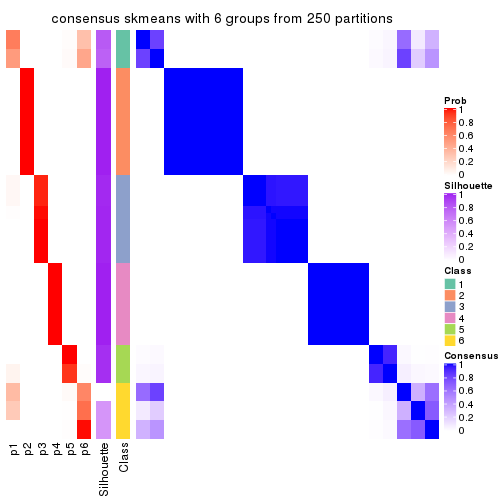 consensus skmeans with 6 groups from 250 partitions
Prob
1
0.8
0.6
0.4
0.2
0
Silhouette
1
0.8
0.6
0.4
0.2
0
Class
1
2
3
4
5
6
Consensus
1
0.8
0.6
0.4
0.2
0
p1
p2
p3
p4
p5
p6
Silhouette
Class